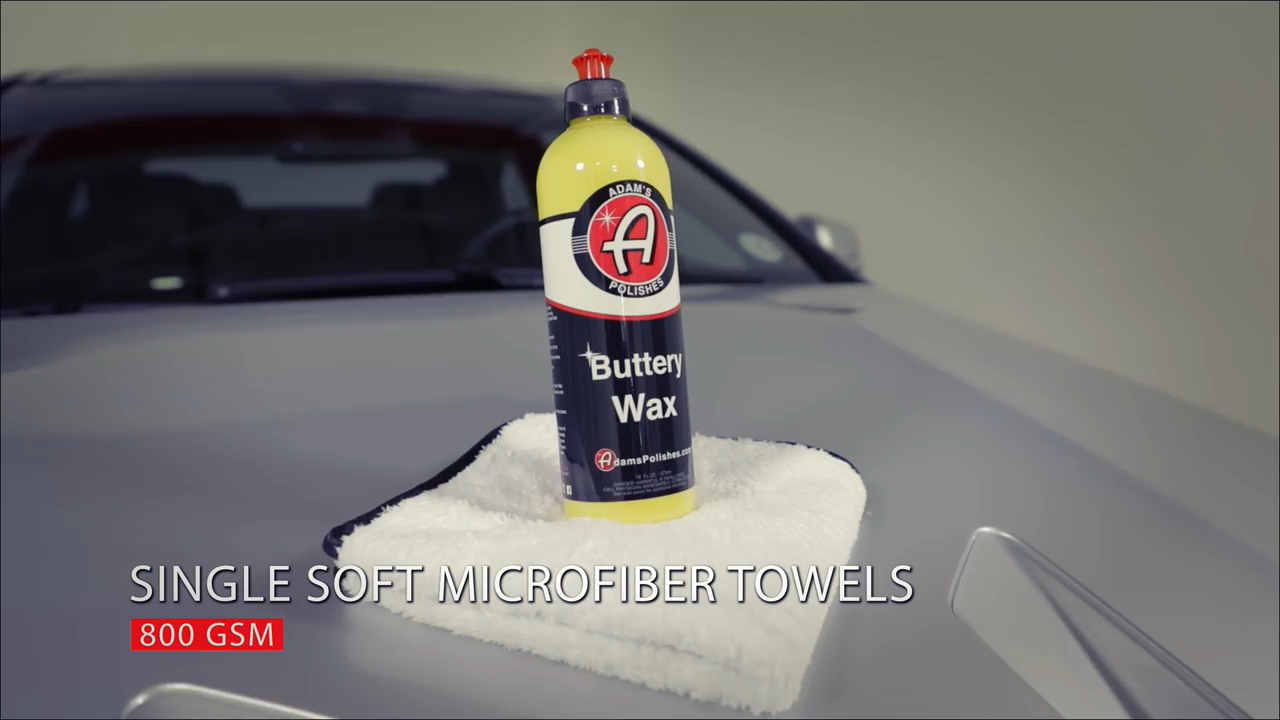 ADAM'S
A
POLISHES
Buttery
Wax
AdamsPolishes.com
SINGLE SOFT MICROFIBER TOWELS
800 GSM